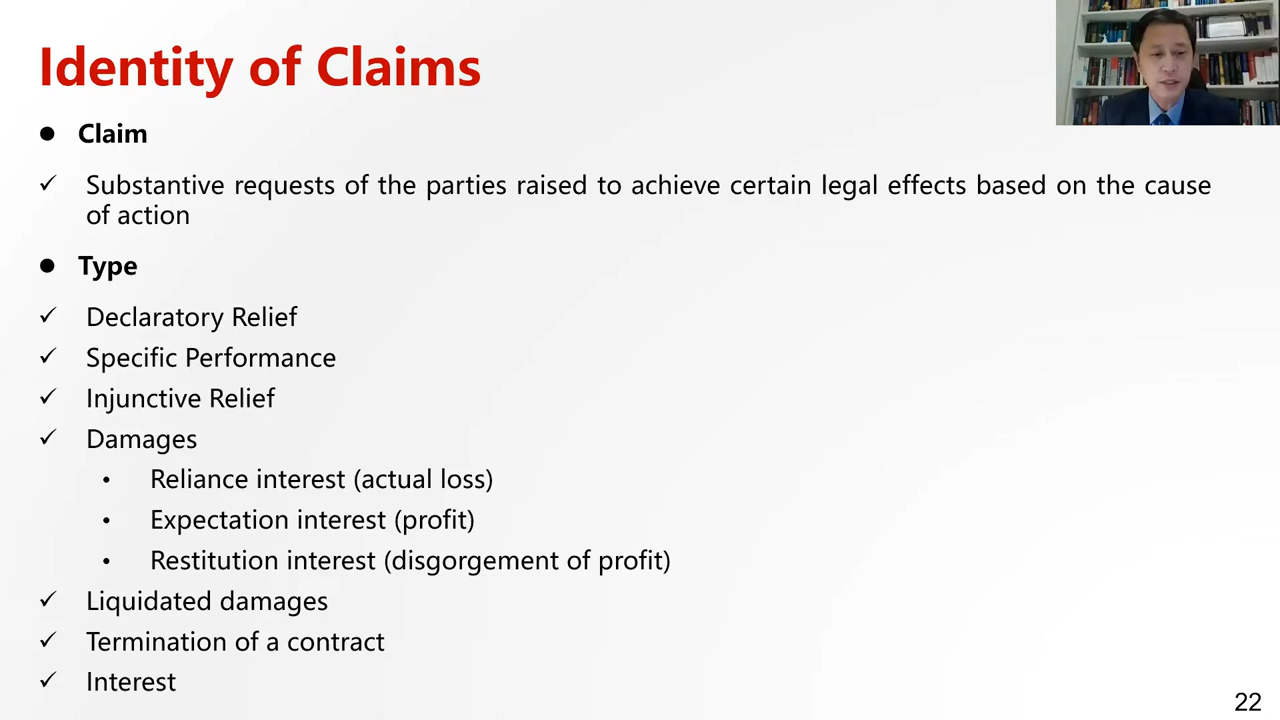 Identity of Claims
● Claim
✓ Substantive requests of the parties raised to achieve certain legal effects based on the cause
of action
● Type
✓ Declaratory Relief
✓ Specific Performance
✓ Injunctive Relief
✓ Damages
• Reliance interest (actual loss)
• Expectation interest (profit)
• Restitution interest (disgorgement of profit)
✓ Liquidated damages
✓ Termination of a contract
✓ Interest
22